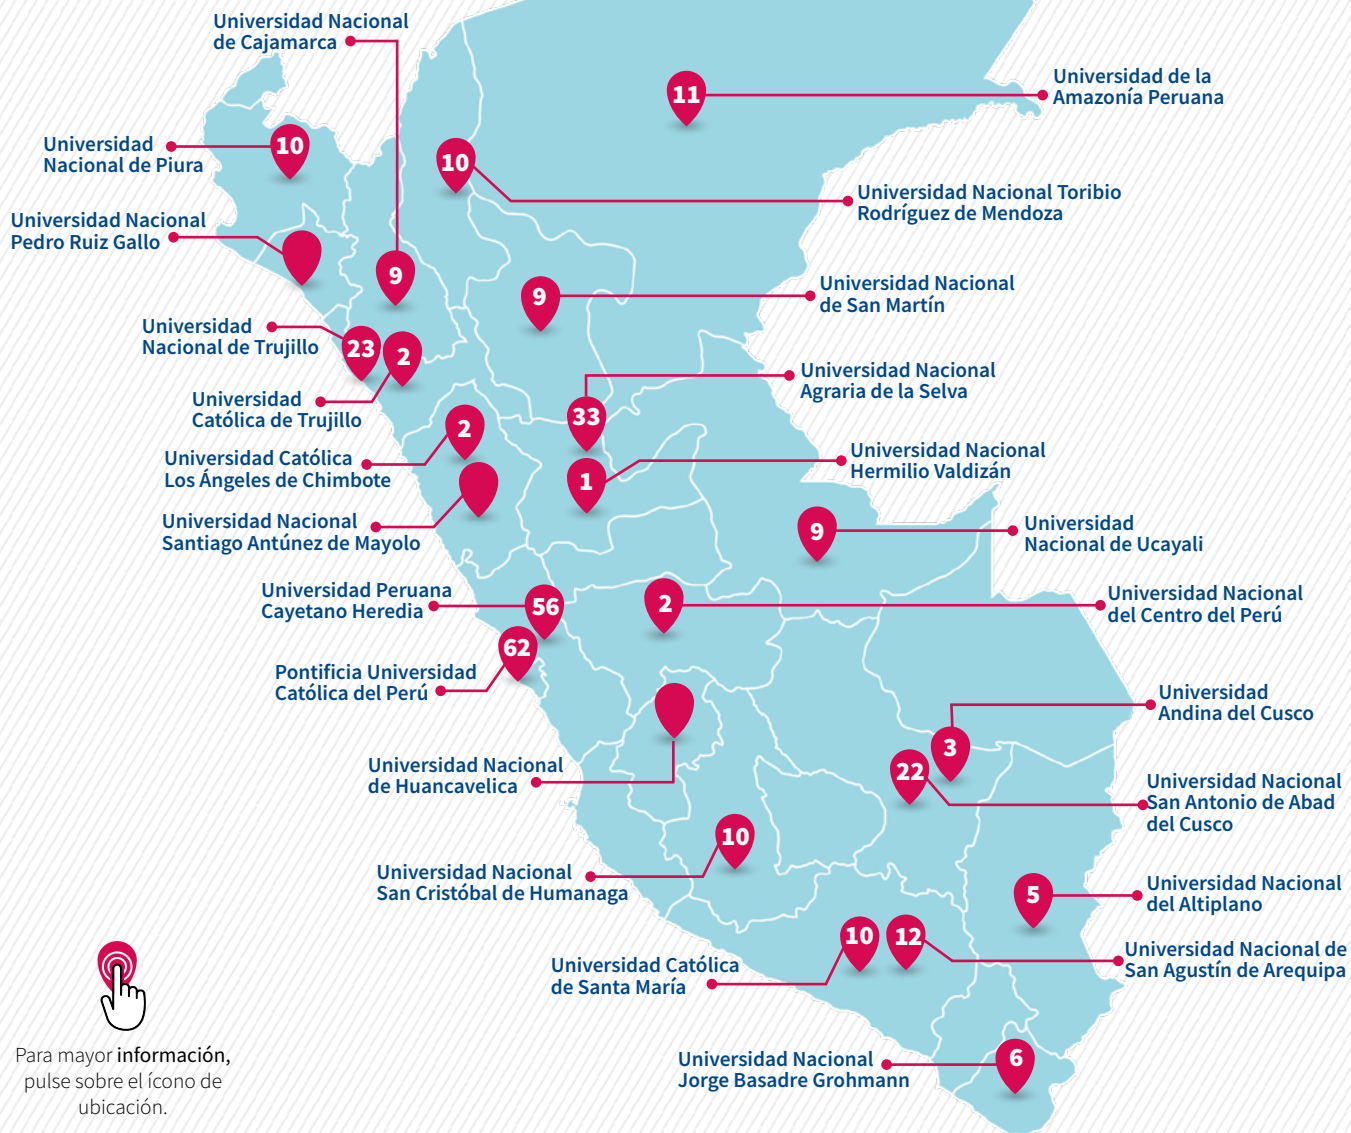 Universidad Nacional
de Cajamarca
11
Universidad de la
Amazonía Peruana
Universidad
Nacional de Piura
10
10
Universidad Nacional Toribio
Rodríguez de Mendoza
Universidad Nacional
Pedro Ruiz Gallo
9
9
Universidad Nacional
de San Martín
Universidad
Nacional de Trujillo
23
2
Universidad
Católica de Trujillo
Universidad Nacional
Agraria de la Selva
33
2
Universidad Católica
Los Ángeles de Chimbote
1
Universidad Nacional
Hermilio Valdizán
Universidad Nacional
Santiago Antúnez de Mayolo
9
Universidad
Nacional de Ucayali
Universidad Peruana
Cayetano Heredia
56
2
Universidad Nacional
del Centro del Perú
62
Pontificia Universidad
Católica del Perú
Universidad
Andina del Cusco
3
22
Universidad Nacional
de Huancavelica
Universidad Nacional
San Antonio de Abad
del Cusco
10
Universidad Nacional
San Cristóbal de Humanaga
5
Universidad Nacional
del Altiplano
10
12
Universidad Nacional de
San Agustín de Arequipa
Universidad Católica
de Santa María
Universidad Nacional
Jorge Basadre Grohmann
6
Para mayor información,
pulse sobre el ícono de
ubicación.